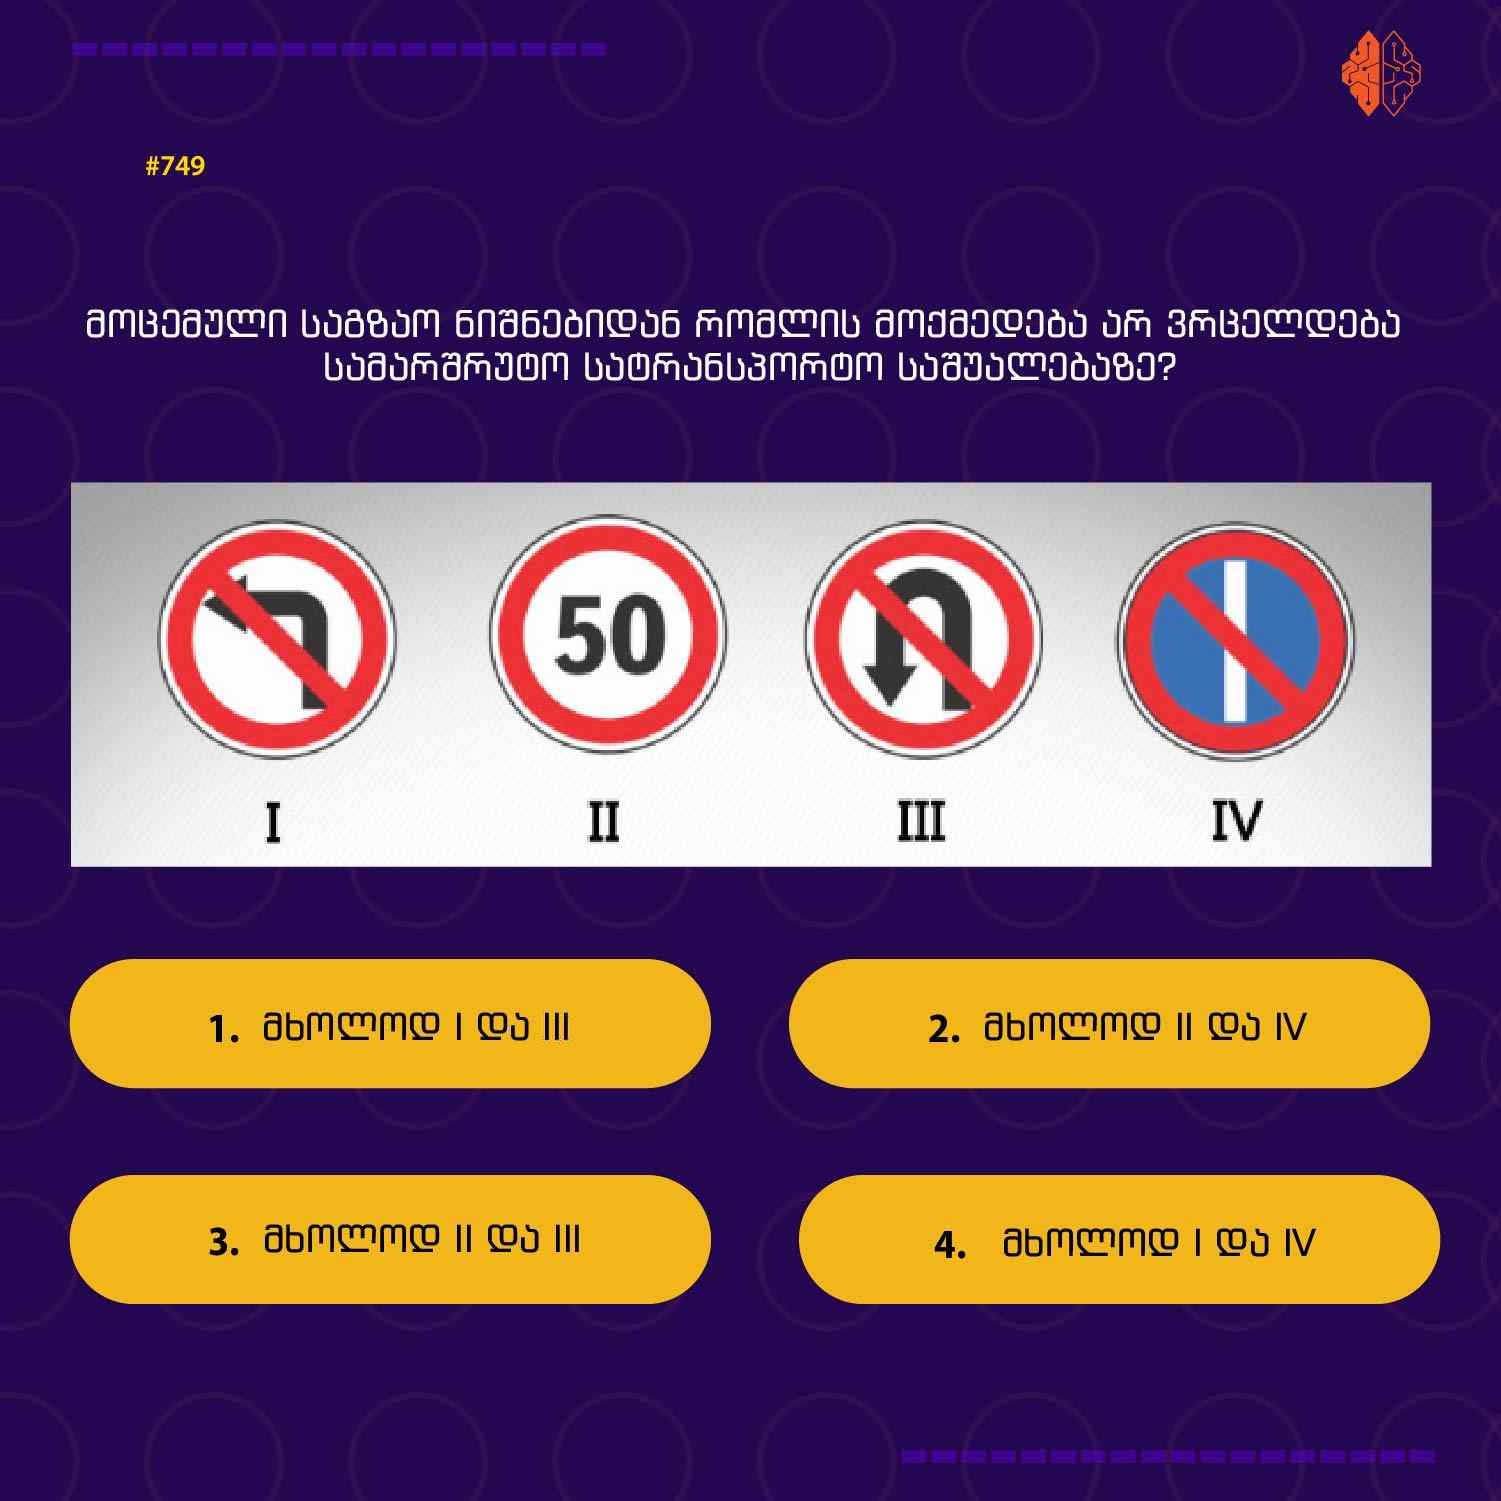 #749
მოცემული საგზაო ნიშნებიდან რომლის მოქმედება არ ვრცელდება
სამარშრუტო სატრანსპორტო საშუალებაზე?
50
I
II
III
IV
1. მხოლოდ I და III
2. მხოლოდ II და IV
3. მხოლოდ II და III
4. მხოლოდ I და IV